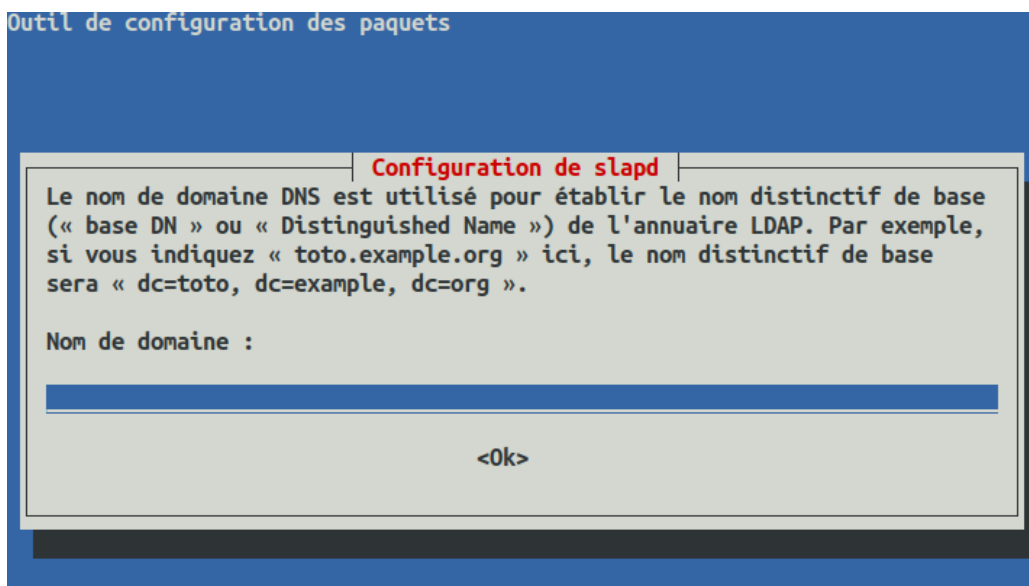 Outil de configuration des paquets
Configuration de slapd
Le nom de domaine DNS est utilisé pour établir le nom distinctif de base
(« base DN » ou « Distinguished Name ») de l'annuaire LDAP. Par exemple,
si vous indiquez « toto.example.org » ici, le nom distinctif de base
sera « dc=toto, dc=example, dc=org ».
Nom de domaine :
<Ok>